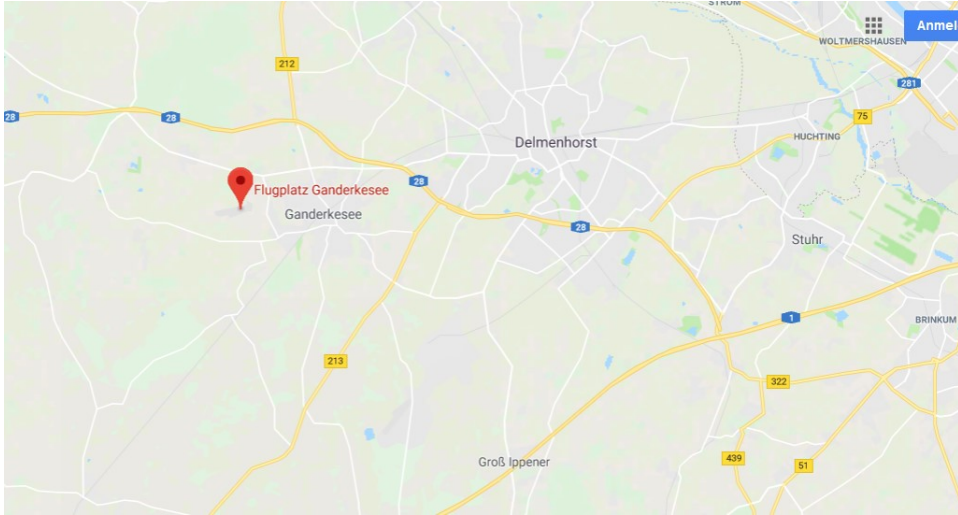 STROM
Anmel
WOLTMERSHAUSEN
212
281
28
28
75
HUCHTING
Delmenhorst
28
Flugplatz Ganderkesee
Ganderkesee
28
Stuhr
1
BRINKUM
213
322
Groß Ippener
439
51